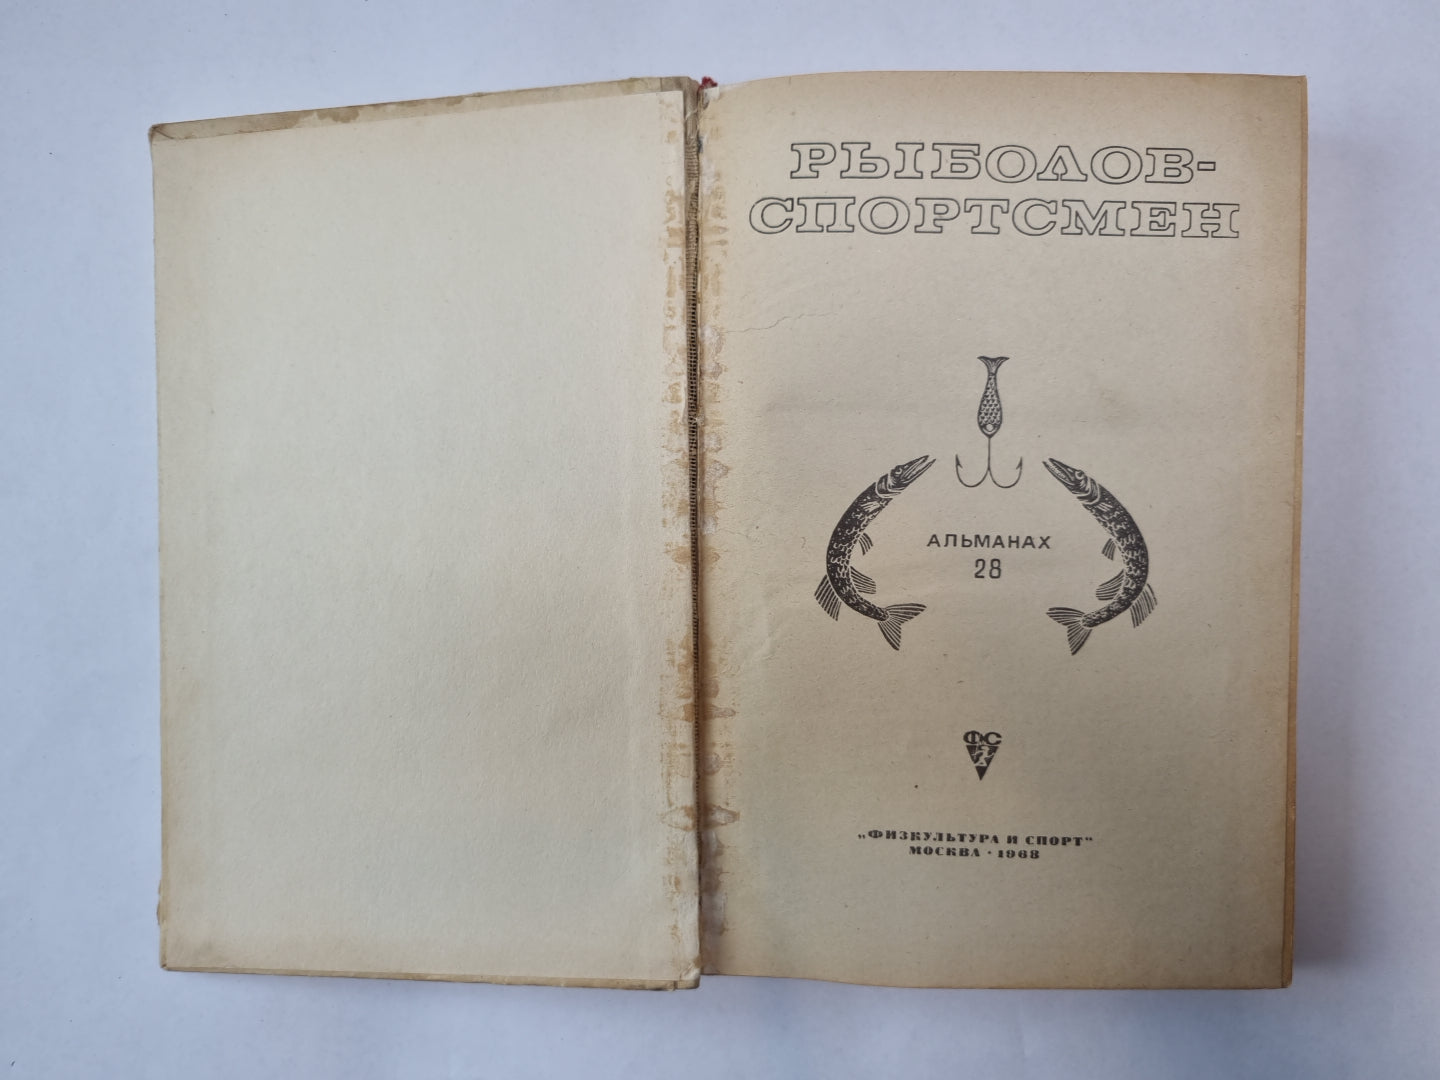 РЫБОЛОВ-
СПОРТСМЕН
АЛЬМАНАХ
28
ФС
„ФИЗКУЛЬТУРА И СПОРТ"
МОСКВА · 1968